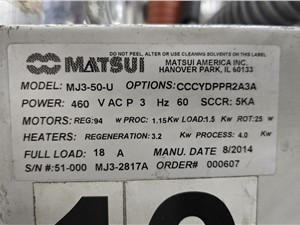 DO NOT PEEL, ALTER OR CLEAN USING SOLVENTS ON THIS LABEL
MATSUI
MATSUI AMERICA INC.
HANOVER PARK, IL 60133
MODEL: MJ3-50-U OPTIONS: CCCYDPPR2A3A
POWER: 460 V AC P 3 Hz 60 SCCR: 5KA
MOTORS: REG:94 W PROC: 1.15 Kw LOAD:1.5 Kw ROT:25 W
HEATERS: REGENERATION: 3.2 Kw PROCESS: 4.0 Kw
FULL LOAD: 18 A MFG DATE: 8/2014
S/N #:51-000 MJ3-2817A ORDER# 000607